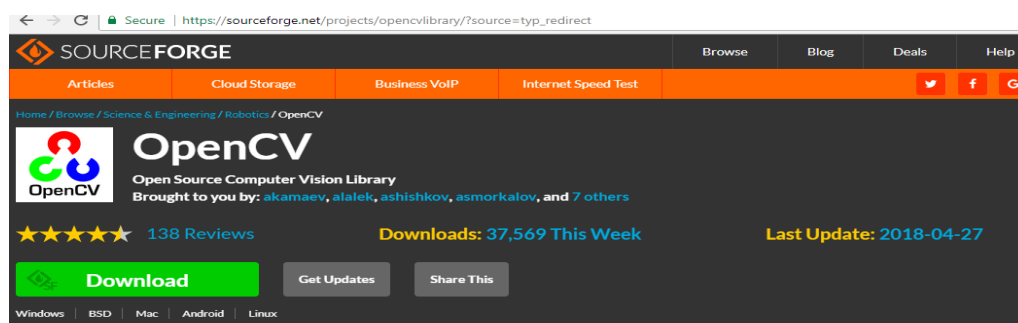 Secure | https://sourceforge.net/projects/opencvlibrary/?source=typ_redirect
SOURCEFORGE Browse Blog Deals Help
Articles Cloud Storage Business VoIP Internet Speed Test
Home / Browse / Science & Engineering / Robotics / OpenCV
OpenCV
OpenCV
Open Source Computer Vision Library
Brought to you by: akamaev, alalek, ashishkov, asmorkalov, and 7 others
138 Reviews Downloads: 37,569 This Week Last Update: 2018-04-27
SF Download Get Updates Share This
Windows | BSD | Mac | Android | Linux